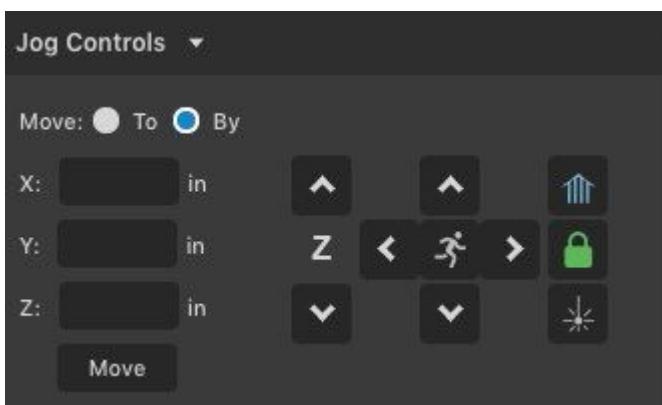 Jog Controls
Move: To By
X: in
Y: in Z
Z: in
Move